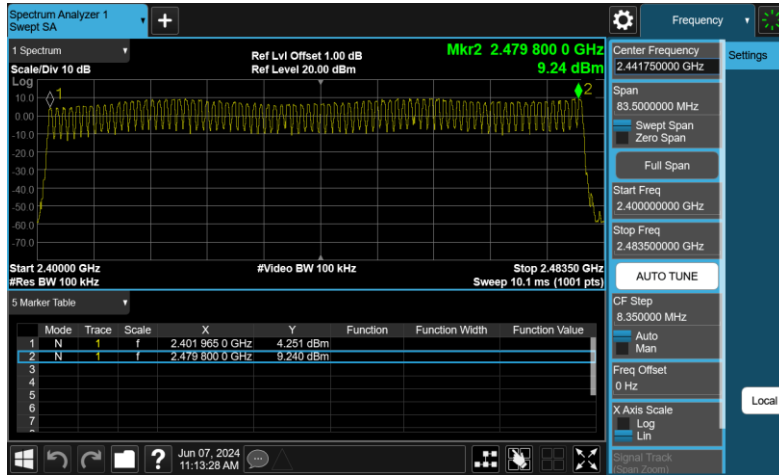 Spectrum Analyzer 1
Swept SA
Frequency
1 Spectrum
Scale/Div 10 dB
Ref Lvl Offset 1.00 dB
Ref Level 20.00 dBm
Mkr2 2.479 800 0 GHz
9.24 dBm
Log
1
2
10.0
0.00
-10.0
-20.0
-30.0
-40.0
-50.0
-60.0
-70.0
Start 2.40000 GHz
#Video BW 100 kHz
Stop 2.48350 GHz
#Res BW 100 kHz
Sweep 10.1 ms (1001 pts)
5 Marker Table
Mode Trace Scale X Y Function Function Width Function Value
1 N 1 f 2.401 965 0 GHz 4.251 dBm
2 N 1 f 2.479 800 0 GHz 9.240 dBm
3
4
5
6
7
Center Frequency
2.441750000 GHz
Settings
Span
83.5000000 MHz
Swept Span
Zero Span
Full Span
Start Freq
2.400000000 GHz
Stop Freq
2.483500000 GHz
AUTO TUNE
CF Step
8.350000 MHz
Auto
Man
Freq Offset
0 Hz
X Axis Scale
Log
Lin
Local
Signal Track
(Span Zoom)
?
Jun 07, 2024
11:13:28 AM